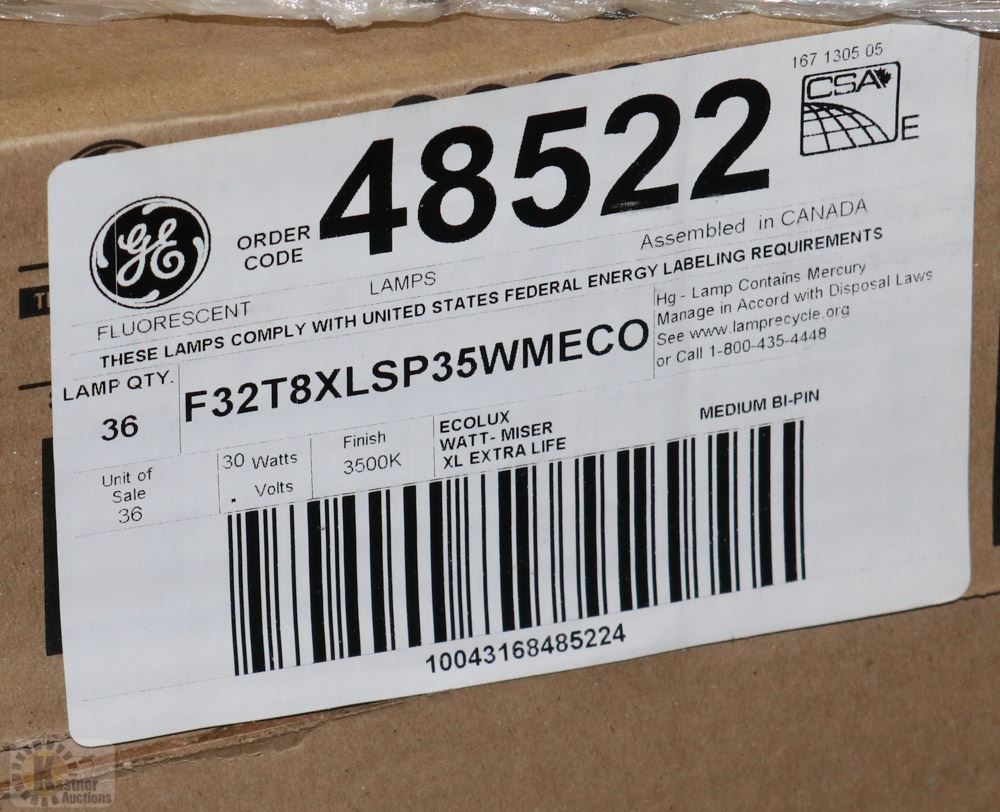 167 1305 05
CSA
E
GE
ORDER CODE
48522
FLUORESCENT LAMPS Assembled in CANADA
THESE LAMPS COMPLY WITH UNITED STATES FEDERAL ENERGY LABELING REQUIREMENTS
LAMP QTY.
36
F32T8XLSP35WMECO
Hg - Lamp Contains Mercury
Manage in Accord with Disposal Laws
See www.lamprecycle.org
or Call 1-800-435-4448
Unit of
Sale
36
30 Watts
. Volts
Finish
3500K
ECOLUX
WATT- MISER
XL EXTRA LIFE
MEDIUM BI-PIN
10043168485224
Kastner
Auctions